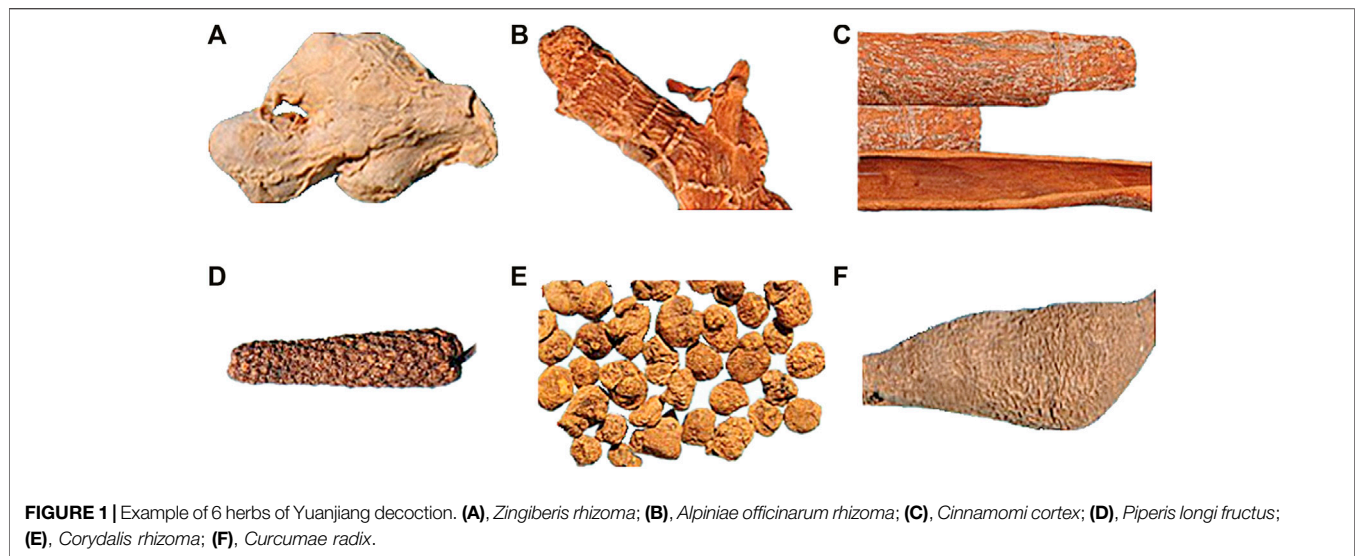 A
B
C
D
E
F
FIGURE 1 | Example of 6 herbs of Yuanjiang decoction. (A), Zingiberis rhizoma; (B), Alpiniae officinarum rhizoma; (C), Cinnamomi cortex; (D), Piperis longi fructus;
(E), Corydalis rhizoma; (F), Curcumae radix.